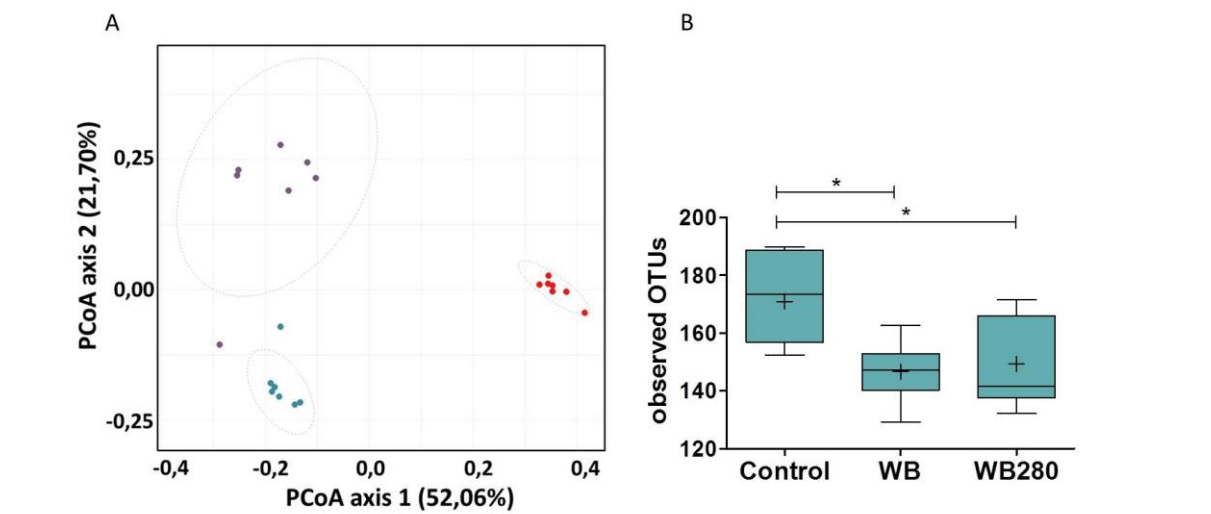 A
PCoA axis 2 (21,70%)
0,25
0,00
-0,25
-0,4
-0,2
0,0
0,2
0,4
PCoA axis 1 (52,06%)
B
*
*
observed OTUs
200
180
160
140
120
Control
WB
WB280